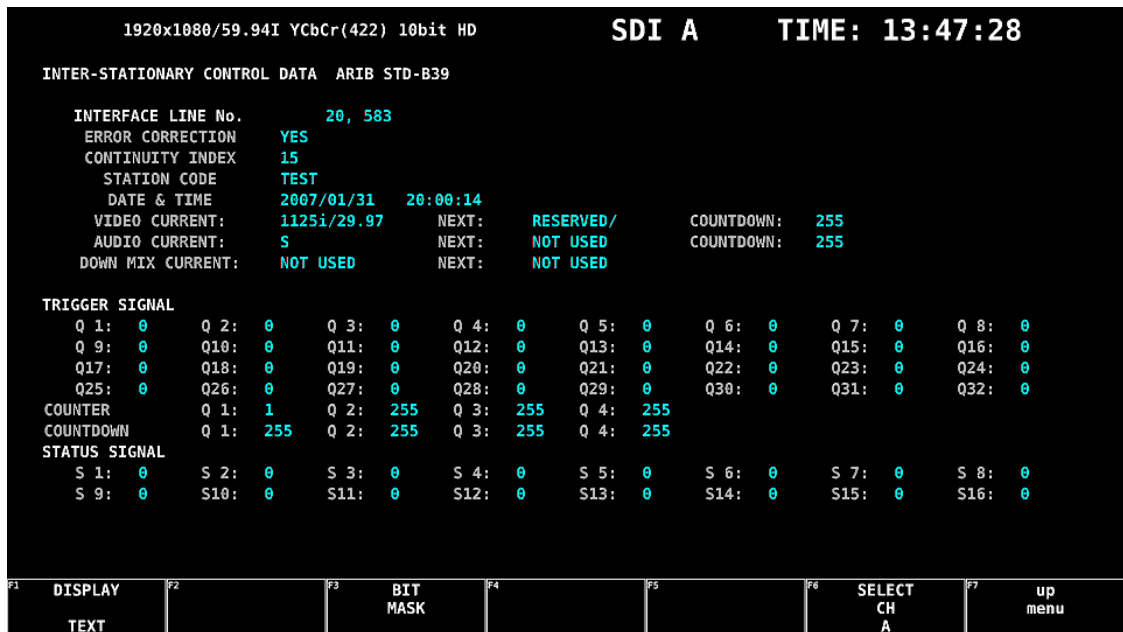 1920x1080/59.94I YCbCr(422) 10bit HD SDI A TIME: 13:47:28
INTER-STATIONARY CONTROL DATA ARIB STD-B39
INTERFACE LINE No. 20, 583
ERROR CORRECTION YES
CONTINUITY INDEX 15
STATION CODE TEST
DATE & TIME 2007/01/31 20:00:14
VIDEO CURRENT: 1125i/29.97 NEXT: RESERVED/ COUNTDOWN: 255
AUDIO CURRENT: S NEXT: NOT USED COUNTDOWN: 255
DOWN MIX CURRENT: NOT USED NEXT: NOT USED
TRIGGER SIGNAL
Q 1: 0 Q 2: 0 Q 3: 0 Q 4: 0 Q 5: 0 Q 6: 0 Q 7: 0 Q 8: 0
Q 9: 0 Q10: 0 Q11: 0 Q12: 0 Q13: 0 Q14: 0 Q15: 0 Q16: 0
Q17: 0 Q18: 0 Q19: 0 Q20: 0 Q21: 0 Q22: 0 Q23: 0 Q24: 0
Q25: 0 Q26: 0 Q27: 0 Q28: 0 Q29: 0 Q30: 0 Q31: 0 Q32: 0
COUNTER Q 1: 1 Q 2: 255 Q 3: 255 Q 4: 255
COUNTDOWN Q 1: 255 Q 2: 255 Q 3: 255 Q 4: 255
STATUS SIGNAL
S 1: 0 S 2: 0 S 3: 0 S 4: 0 S 5: 0 S 6: 0 S 7: 0 S 8: 0
S 9: 0 S10: 0 S11: 0 S12: 0 S13: 0 S14: 0 S15: 0 S16: 0
F1 DISPLAY F2 F3 BIT F4 F5 F6 SELECT F7 up
MASK CH menu
TEXT A